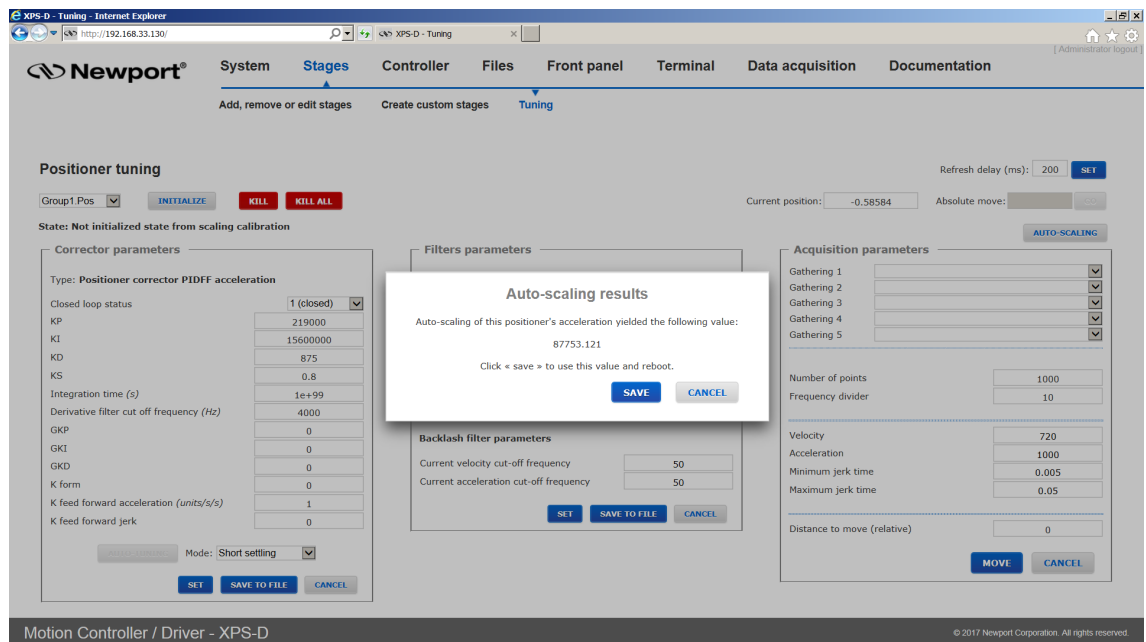 XPS-D - Tuning - Internet Explorer
http://192.168.33.130/
XPS-D - Tuning
[ Administrator logout ]
Newport®
System Stages Controller Files Front panel Terminal Data acquisition Documentation
Add, remove or edit stages Create custom stages Tuning
Positioner tuning
Refresh delay (ms): 200 SET
Group1.Pos INITIALIZE KILL KILL ALL
Current position: -0.58584 Absolute move:
State: Not initialized state from scaling calibration
AUTO-SCALING
Corrector parameters
Type: Positioner corrector PIDFF acceleration
Closed loop status 1 (closed)
KP 219000
KI 15600000
KD 875
KS 0.8
Integration time (s) 1e+99
Derivative filter cut off frequency (Hz) 4000
GKP 0
GKI 0
GKD 0
K form 0
K feed forward acceleration (units/s/s) 1
K feed forward jerk 0
Mode: Short settling
SET SAVE TO FILE CANCEL
Filters parameters
Auto-scaling results
Auto-scaling of this positioner's acceleration yielded the following value:
87753.121
Click « save » to use this value and reboot.
SAVE CANCEL
Backlash filter parameters
Current velocity cut-off frequency 50
Current acceleration cut-off frequency 50
SET SAVE TO FILE CANCEL
Acquisition parameters
Gathering 1
Gathering 2
Gathering 3
Gathering 4
Gathering 5
Number of points 1000
Frequency divider 10
Velocity 720
Acceleration 1000
Minimum jerk time 0.005
Maximum jerk time 0.05
Distance to move (relative) 0
MOVE CANCEL
Motion Controller / Driver - XPS-D
© 2017 Newport Corporation. All rights reserved.